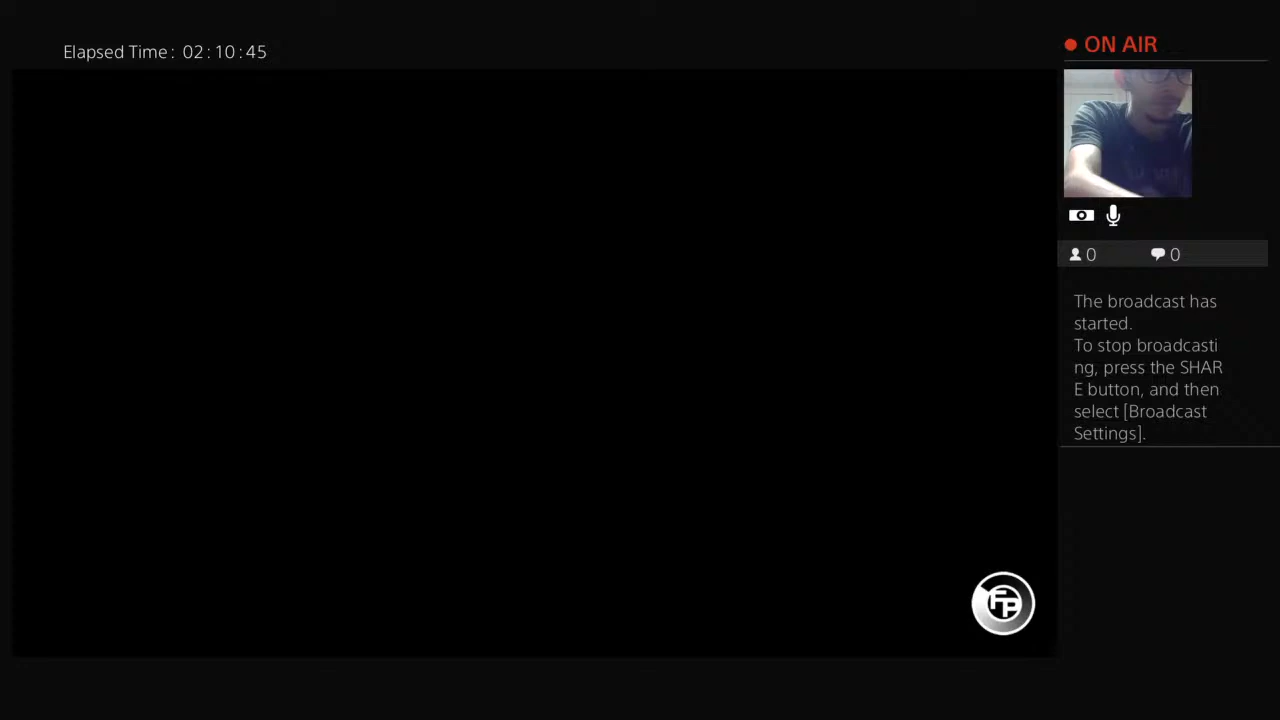 Elapsed Time: 02:10:45
ON AIR
0 0
The broadcast has
started.
To stop broadcasti
ng, press the SHAR
E button, and then
select [Broadcast
Settings].
FP